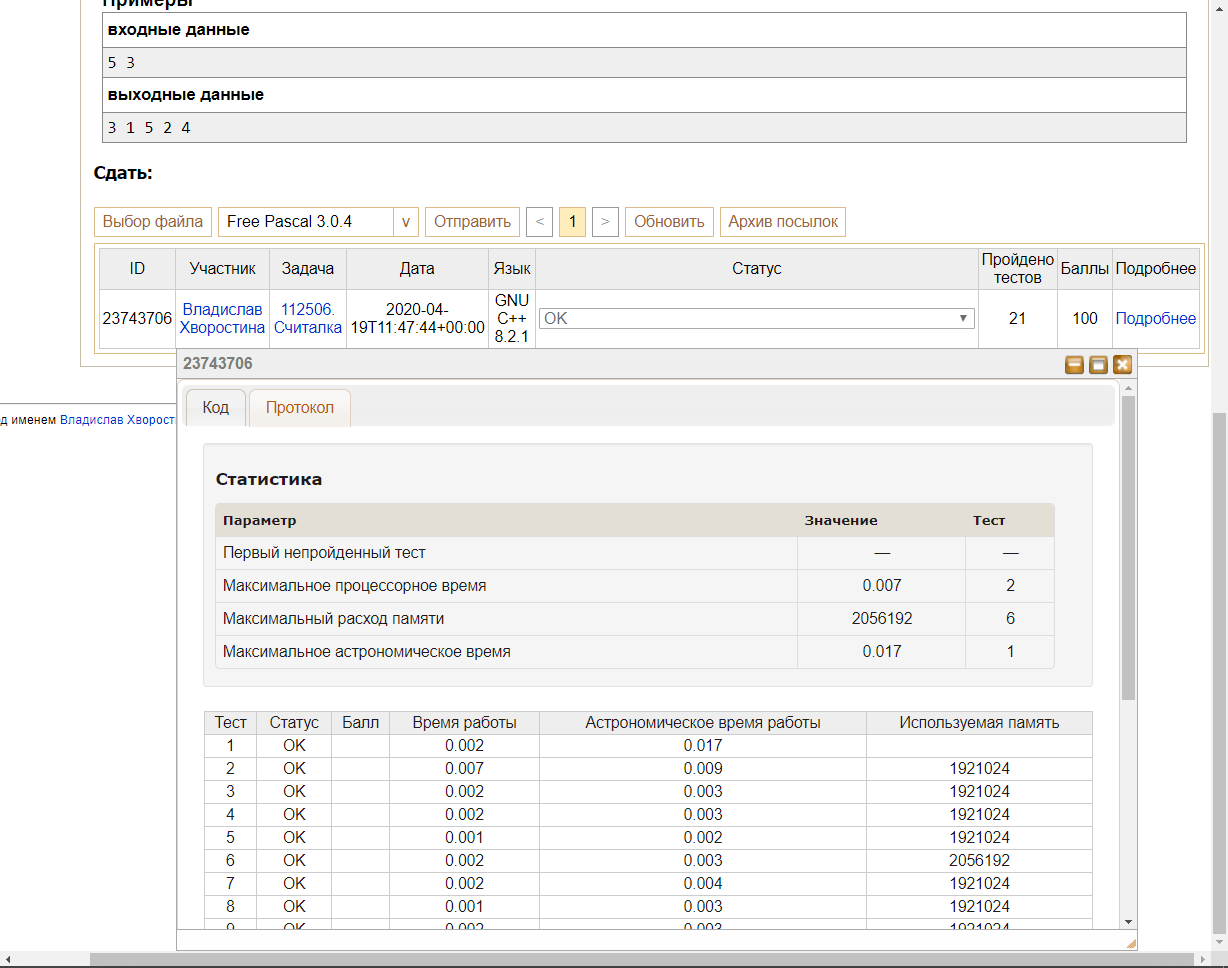 Примеры
входные данные
5 3
выходные данные
3 1 5 2 4
Сдать:
Выбор файла Free Pascal 3.0.4 v Отправить < 1 > Обновить Архив посылок
ID Участник Задача Дата Язык Статус Пройдено тестов Баллы Подробнее
23743706 Владислав Хворостина 112506. Считалка 2020-04-19T11:47:44+00:00 GNU C++ 8.2.1 OK 21 100 Подробнее
23743706
Код Протокол
д именем Владислав
Статистика
Параметр Значение Тест
Первый непройденный тест — —
Максимальное процессорное время 0.007 2
Максимальный расход памяти 2056192 6
Максимальное астрономическое время 0.017 1
Тест Статус Балл Время работы Астрономическое время работы Используемая память
1 OK 0.002 0.017
2 OK 0.007 0.009 1921024
3 OK 0.002 0.003 1921024
4 OK 0.002 0.003 1921024
5 OK 0.001 0.002 1921024
6 OK 0.002 0.003 2056192
7 OK 0.002 0.004 1921024
8 OK 0.001 0.003 1921024
9 OK 0.002 0.003 1921024